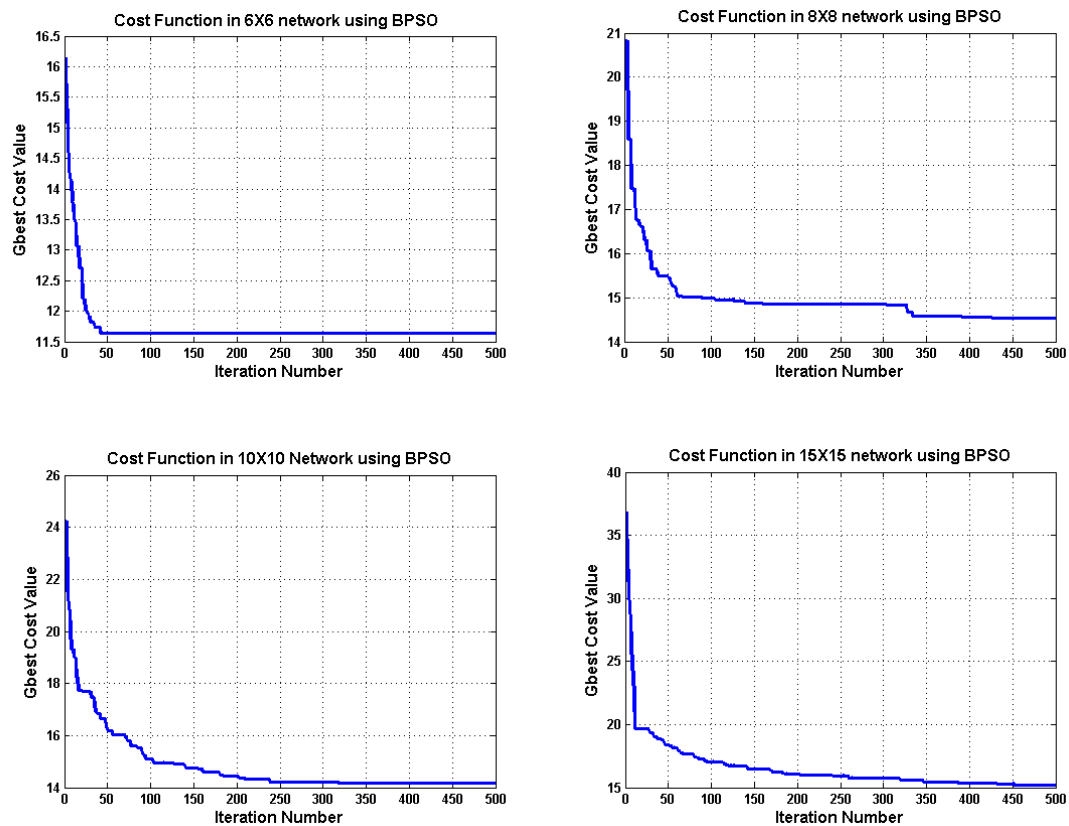 Cost Function in 6X6 network using BPSO
Gbest Cost Value
16.5
16
15.5
15
14.5
14
13.5
13
12.5
12
11.5
0 50 100 150 200 250 300 350 400 450 500
Iteration Number
Cost Function in 8X8 network using BPSO
Gbest Cost Value
21
20
19
18
17
16
15
14
0 50 100 150 200 250 300 350 400 450 500
Iteration Number
Cost Function in 10X10 Network using BPSO
Gbest Cost Value
26
24
22
20
18
16
14
0 50 100 150 200 250 300 350 400 450 500
Iteration Number
Cost Function in 15X15 network using BPSO
Gbest Cost Value
40
35
30
25
20
15
0 50 100 150 200 250 300 350 400 450 500
Iteration Number